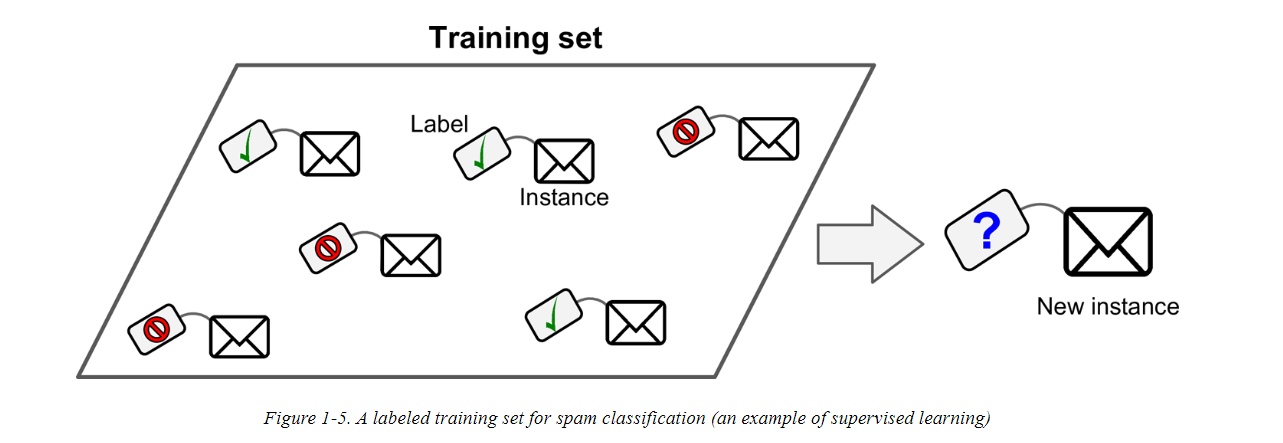 Training set
Label
Instance
?
New instance
Figure 1-5. A labeled training set for spam classification (an example of supervised learning)